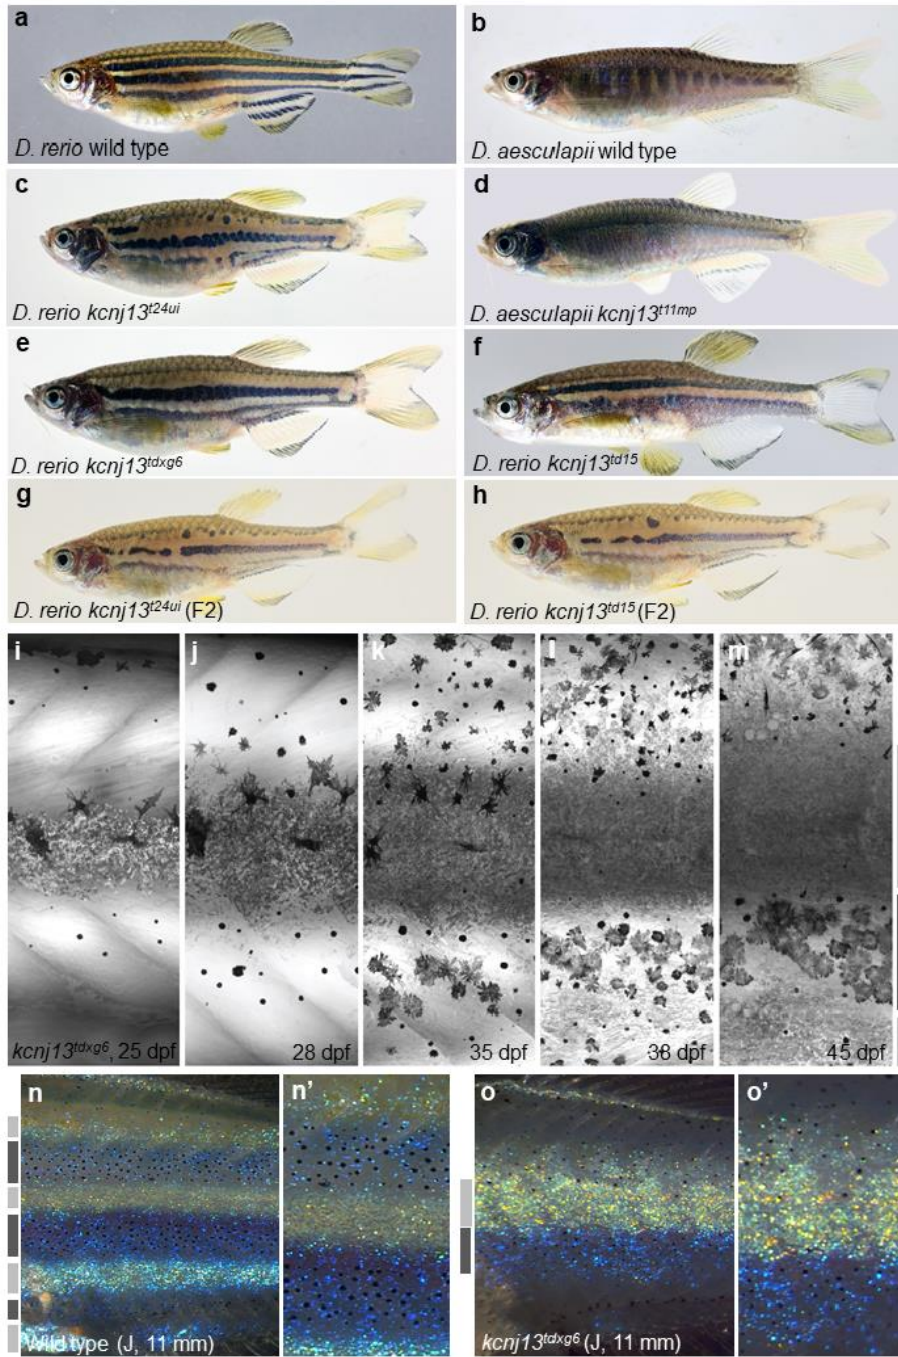 a
b
D. rerio wild type
D. aesculapii wild type
c
d
D. rerio kcnj13t24ui
D. aesculapii kcnj13t11mp
e
f
D. rerio kcnj13tdxg6
D. rerio kcnj13td15
g
h
D. rerio kcnj13t24ui (F2)
D. rerio kcnj13td15 (F2)
i
j
k
l
m
kcnj13tdxg6, 25 dpf
28 dpf
35 dpf
38 dpf
45 dpf
n
n'
o
o'
Wild type (J, 11 mm)
kcnj13tdxg6 (J, 11 mm)